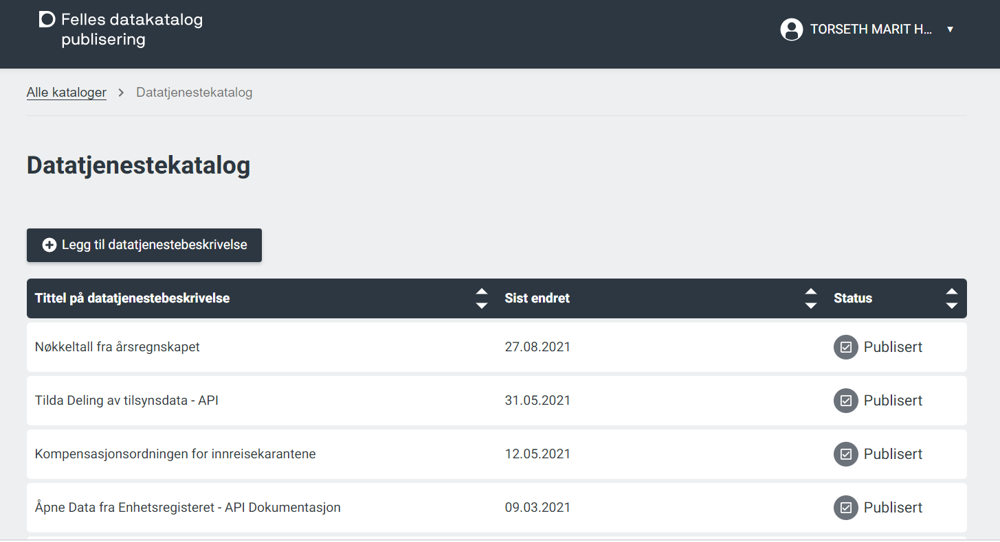 Felles datakatalog
publisering
TORSETH MARIT H...
Alle kataloger > Datatjenestekatalog
Datatjenestekatalog
Legg til datatjenestebeskrivelse
Tittel på datatjenestebeskrivelse Sist endret Status
Nøkkeltall fra årsregnskapet 27.08.2021 Publisert
Tilda Deling av tilsynsdata - API 31.05.2021 Publisert
Kompensasjonsordningen for innreisekarantene 12.05.2021 Publisert
Åpne Data fra Enhetsregisteret - API Dokumentasjon 09.03.2021 Publisert